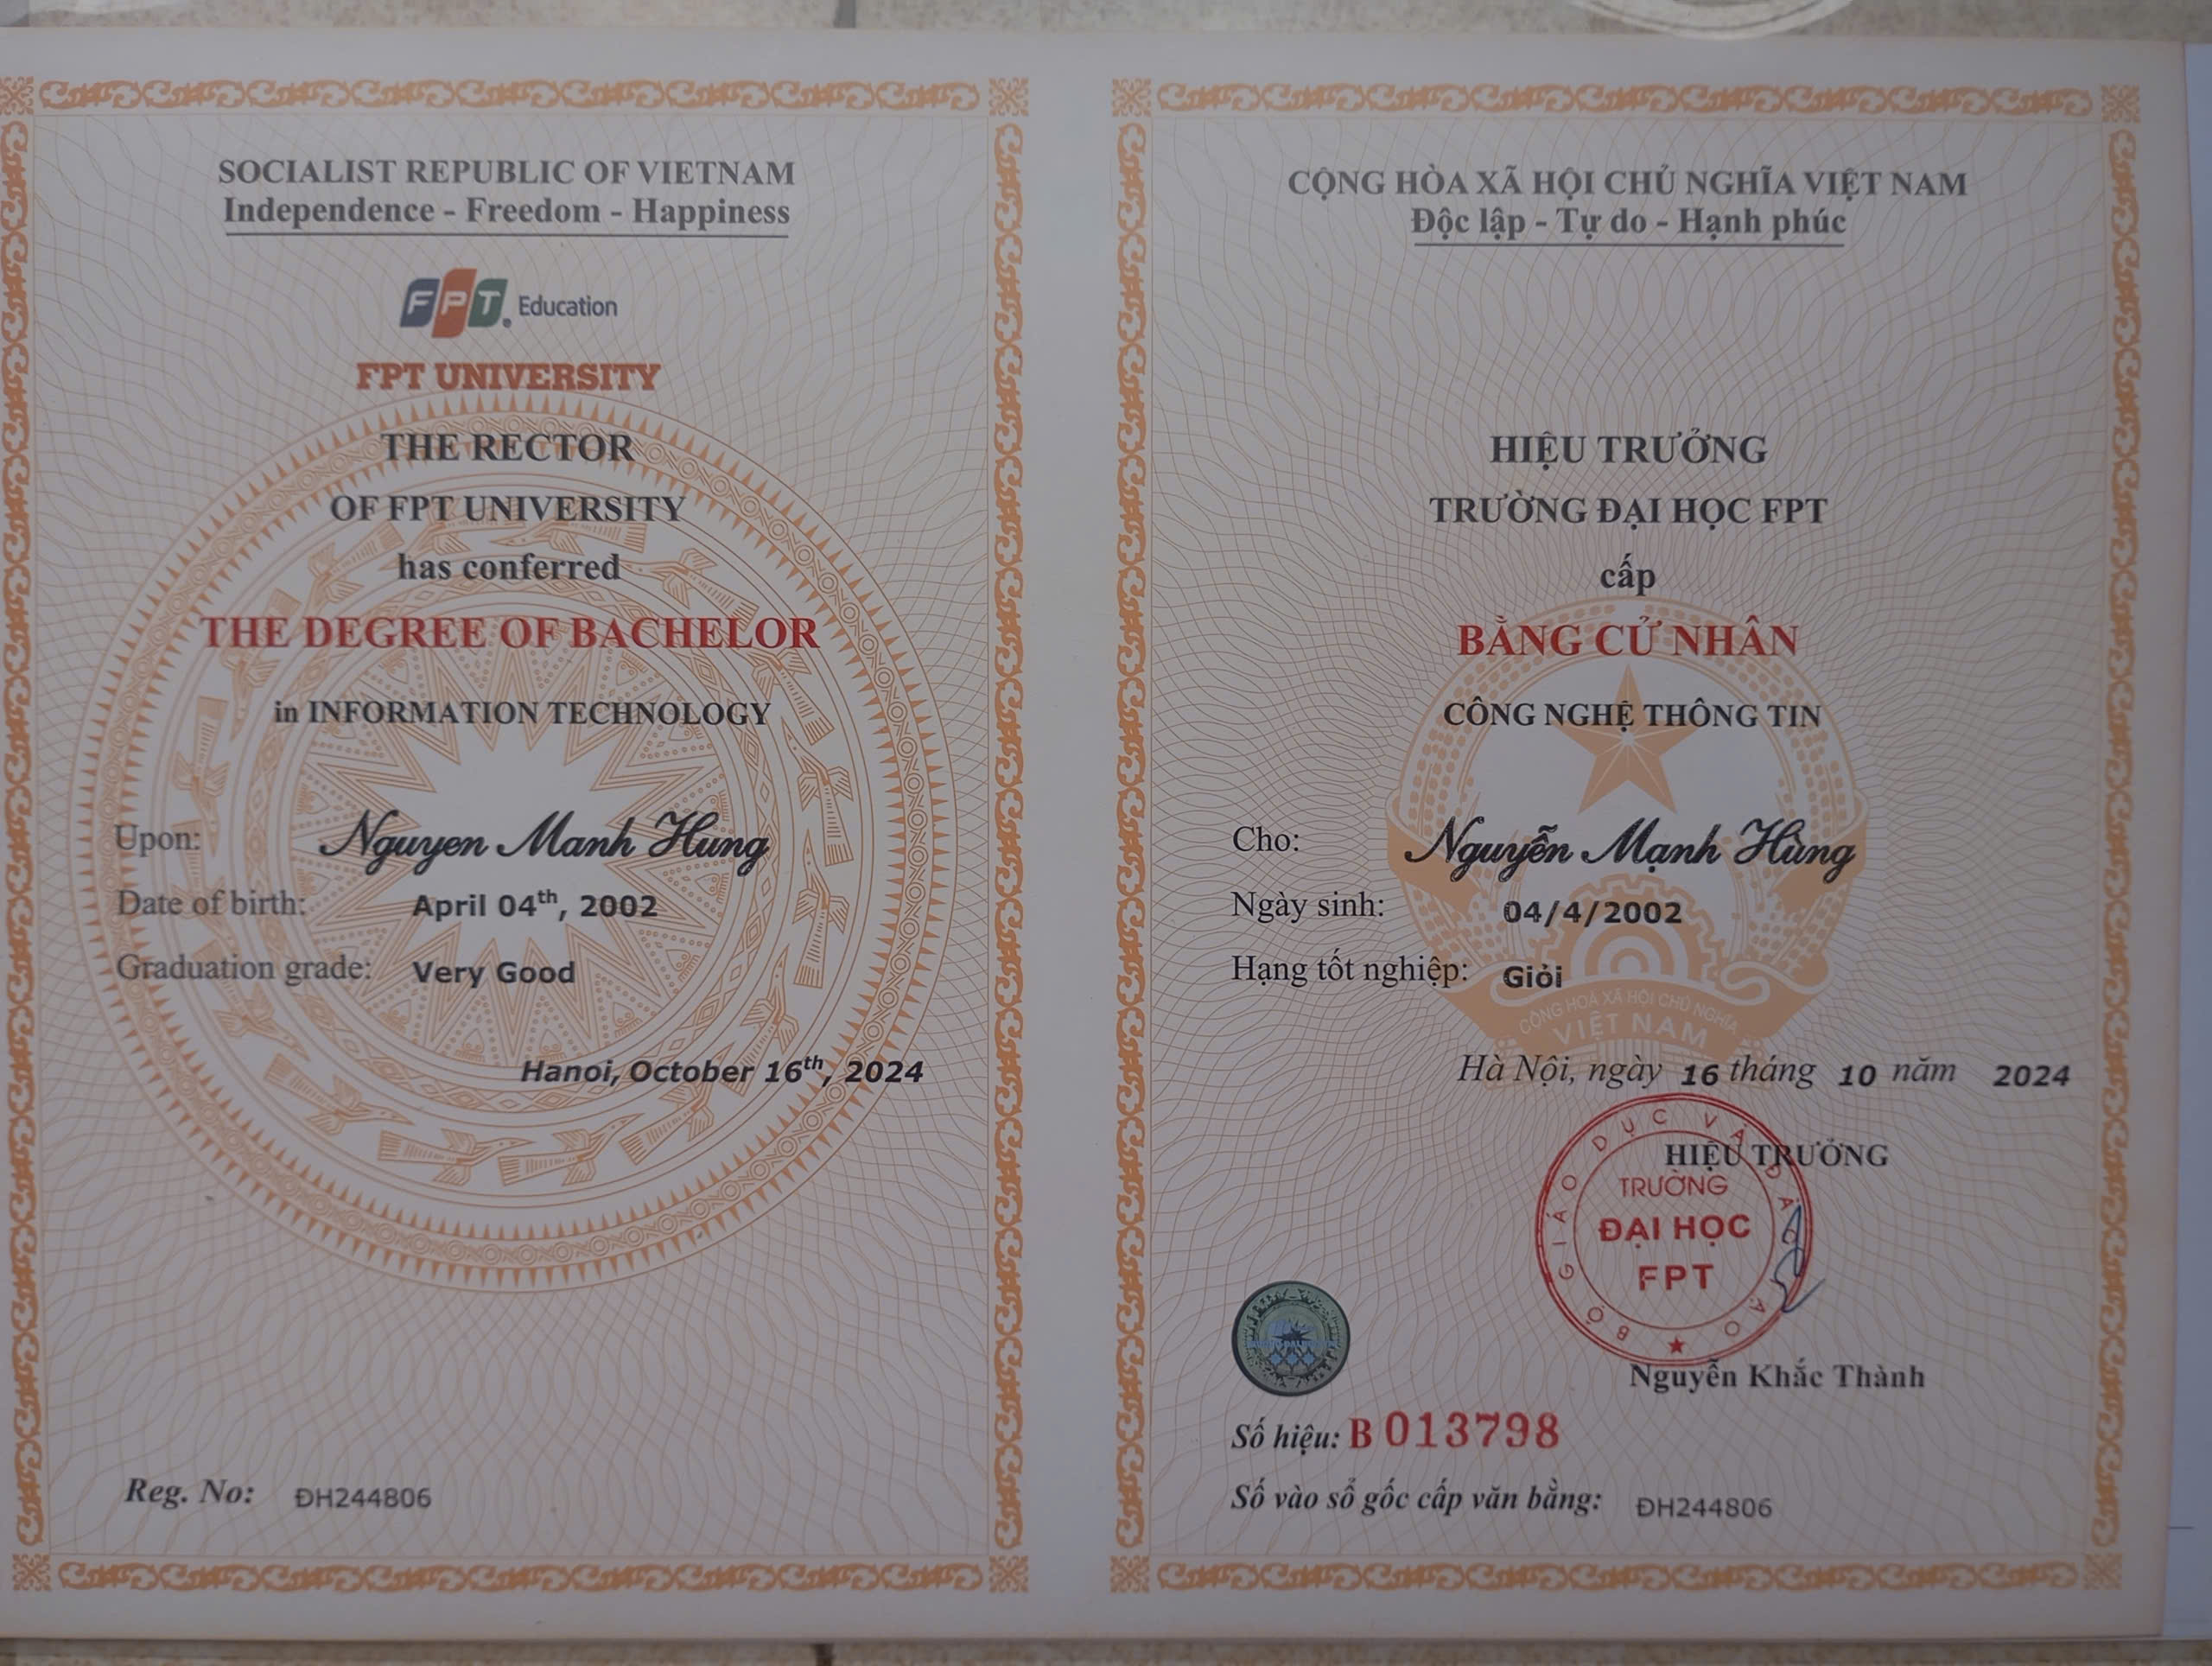 SOCIALIST REPUBLIC OF VIETNAM
Independence - Freedom - Happiness
FPT. Education
FPT UNIVERSITY
THE RECTOR
OF FPT UNIVERSITY
has conferred
THE DEGREE OF BACHELOR
in INFORMATION TECHNOLOGY
Upon: Nguyen Manh Hung
Date of birth: April 04th, 2002
Graduation grade: Very Good
Hanoi, October 16th, 2024
Reg. No: ĐH244806
CỘNG HÒA XÃ HỘI CHỦ NGHĨA VIỆT NAM
Độc lập - Tự do - Hạnh phúc
HIỆU TRƯỞNG
TRƯỜNG ĐẠI HỌC FPT
cấp
BẰNG CỬ NHÂN
CÔNG NGHỆ THÔNG TIN
Cho: Nguyễn Mạnh Hùng
Ngày sinh: 04/4/2002
Hạng tốt nghiệp: Giỏi
CỘNG HOÀ XÃ HỘI CHỦ NGHĨA
VIỆT NAM
Hà Nội, ngày 16 tháng 10 năm 2024
HIỆU TRƯỞNG
BỘ GIÁO DỤC VÀ ĐÀO TẠO
TRƯỜNG
ĐẠI HỌC
FPT
Nguyễn Khắc Thành
Số hiệu: B 013798
Số vào sổ gốc cấp văn bằng: ĐH244806